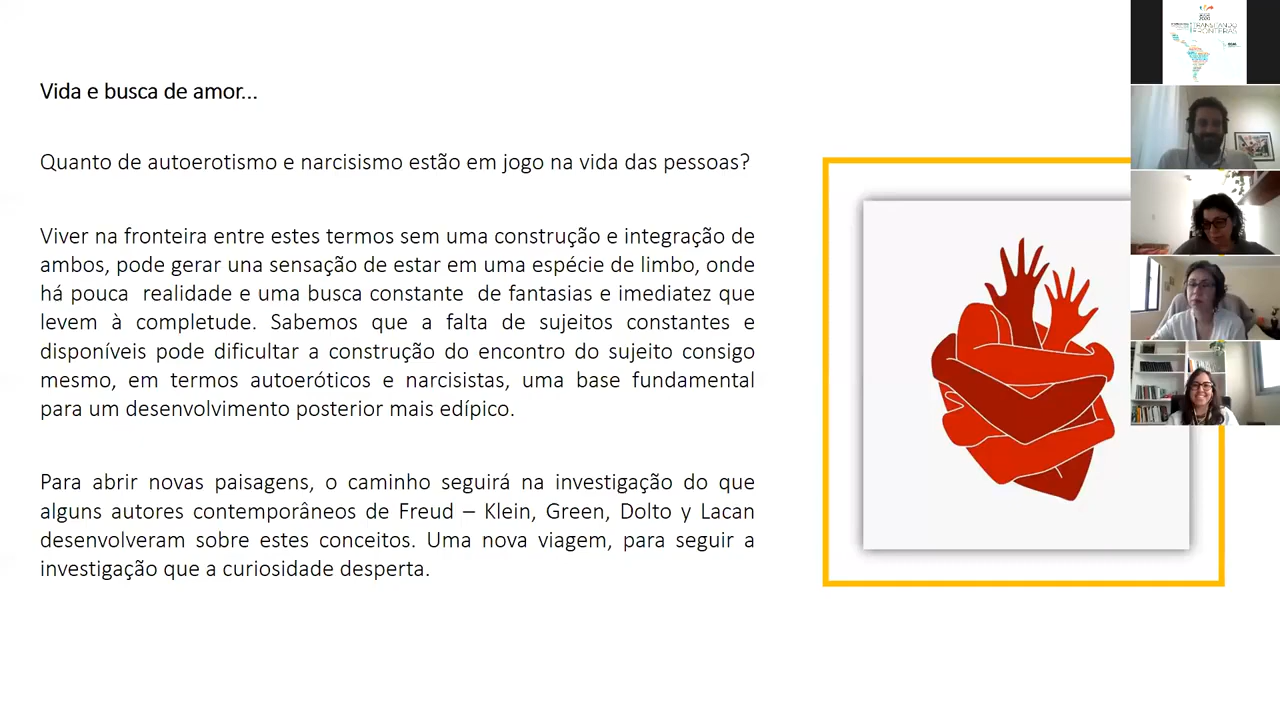 Vida e busca de amor...
Quanto de autoerotismo e narcisismo estão em jogo na vida das pessoas?
Viver na fronteira entre estes termos sem uma construção e integração de
ambos, pode gerar una sensação de estar em uma espécie de limbo, onde
há pouca realidade e uma busca constante de fantasias e imediatez que
levem à completude. Sabemos que a falta de sujeitos constantes e
disponíveis pode dificultar a construção do encontro do sujeito consigo
mesmo, em termos autoeróticos e narcisistas, uma base fundamental
para um desenvolvimento posterior mais edípico.
Para abrir novas paisagens, o caminho seguirá na investigação do que
alguns autores contemporâneos de Freud – Klein, Green, Dolto y Lacan
desenvolveram sobre estes conceitos. Uma nova viagem, para seguir a
investigação que a curiosidade desperta.
TRANSITANDO
FRONTEIRAS